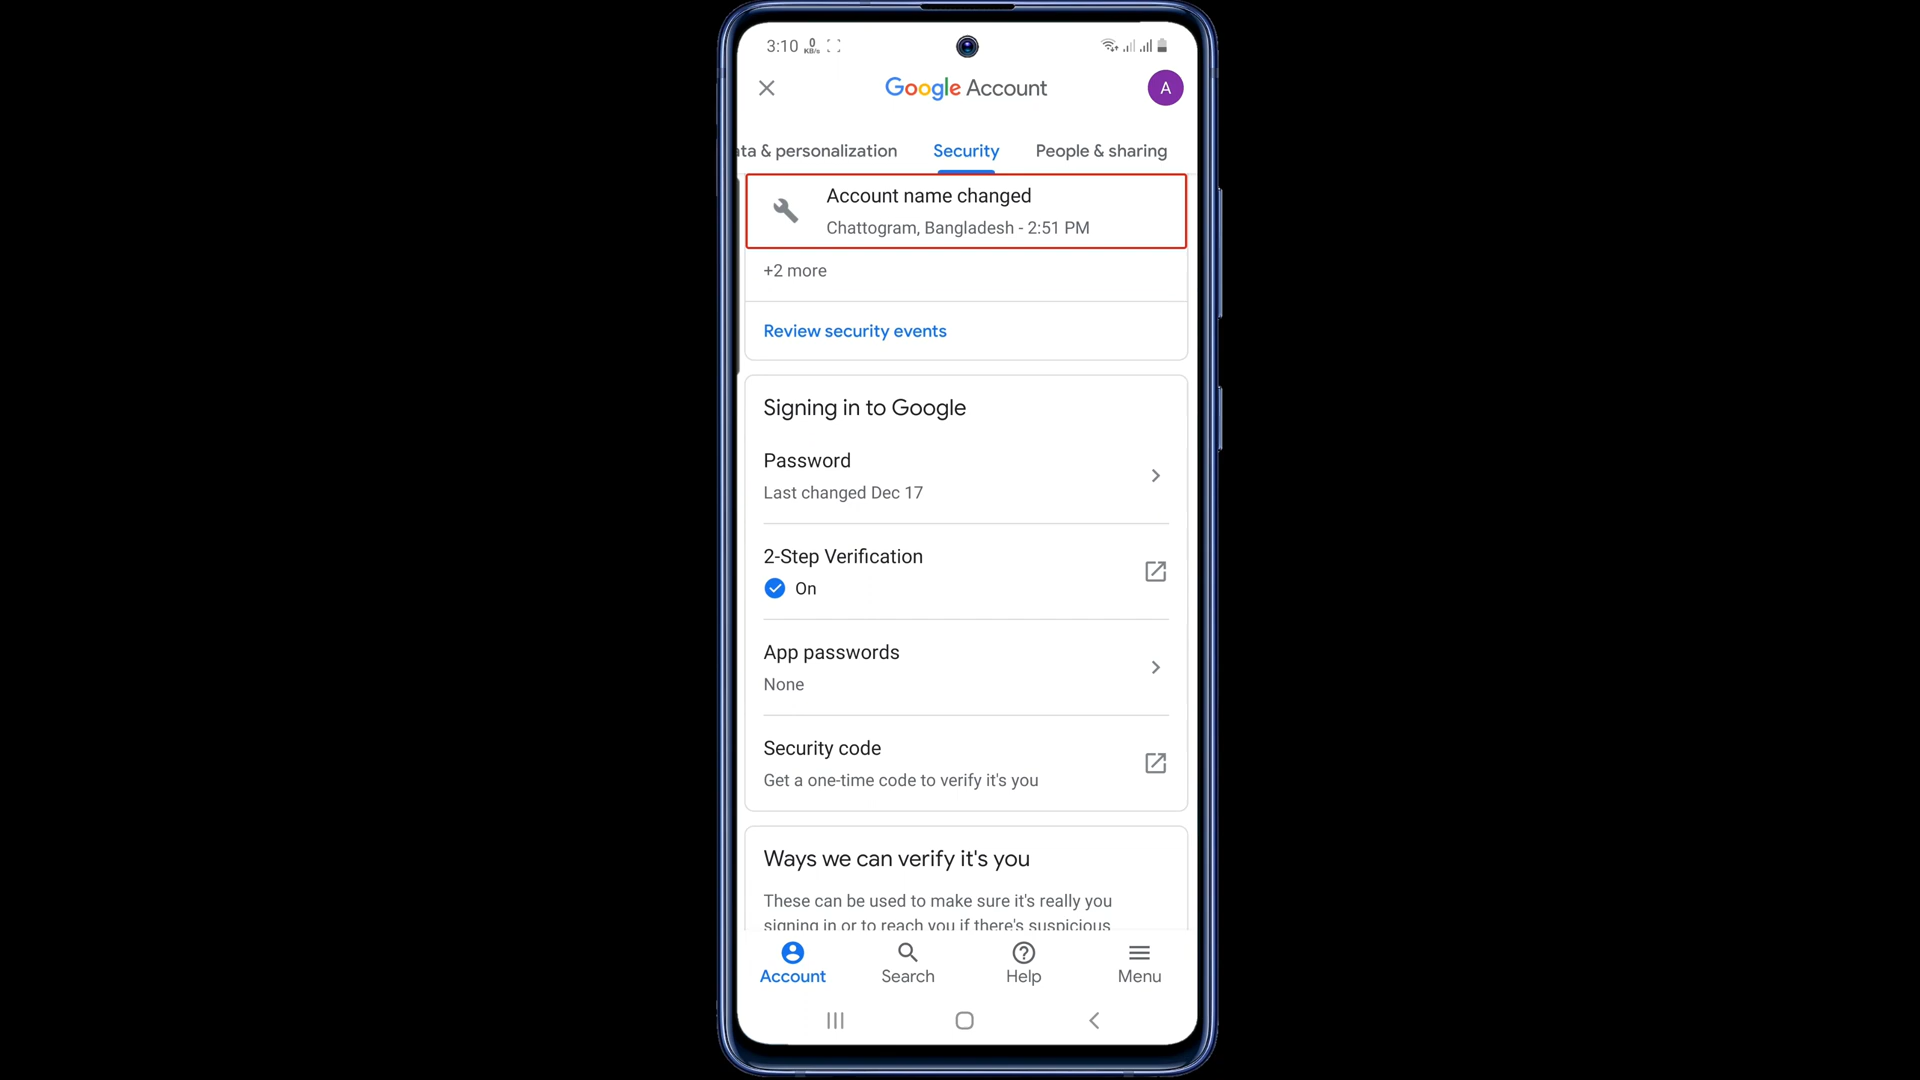 3:10 0 KB/s
Google Account
A
ata & personalization Security People & sharing
Account name changed
Chattogram, Bangladesh - 2:51 PM
+2 more
Review security events
Signing in to Google
Password
Last changed Dec 17
2-Step Verification
On
App passwords
None
Security code
Get a one-time code to verify it's you
Ways we can verify it's you
These can be used to make sure it's really you
signing in or to reach you if there's suspicious
Account Search Help Menu